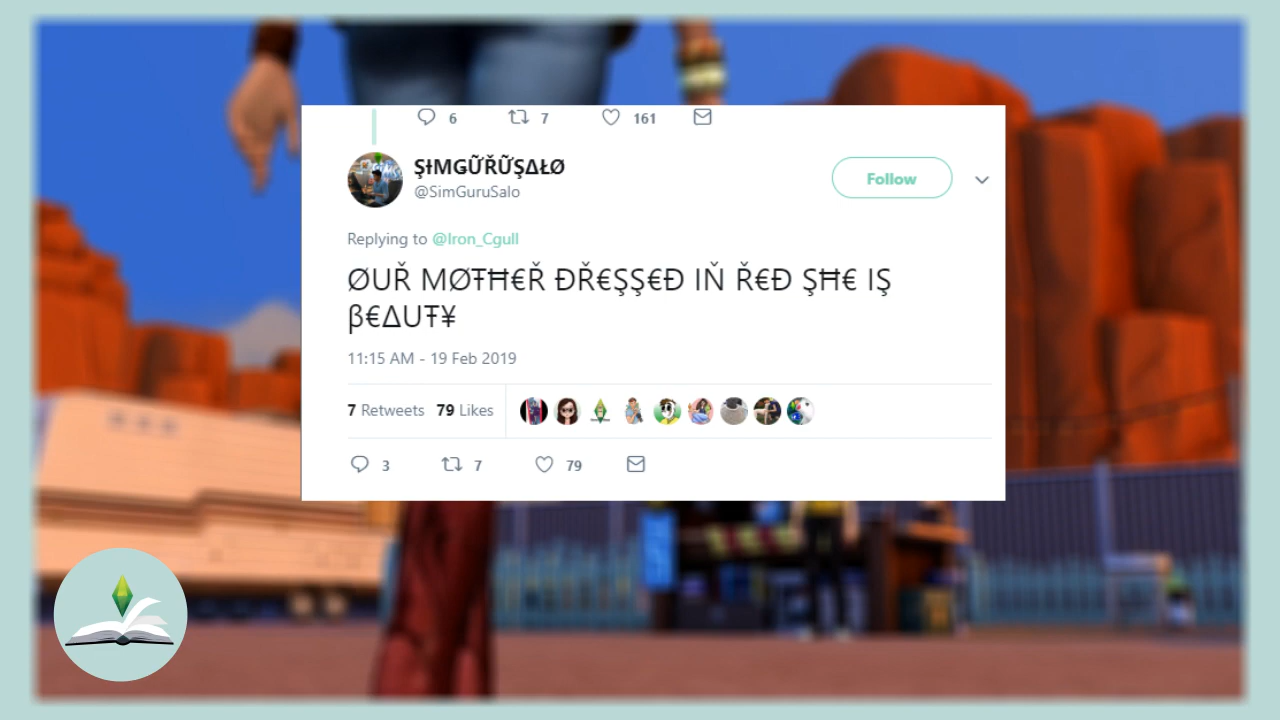 6 7 161
ŞƗMǤỮŘỮŞΔŁØ
@SimGuruSalo
Follow
Replying to @Iron_Cgull
ØUŘ MØŦĦ€Ř ĐŘ€ŞŞ€Đ IŇ Ř€Đ ŞĦ€ IŞ
β€ΔUŦ¥
11:15 AM - 19 Feb 2019
7 Retweets 79 Likes
3 7 79